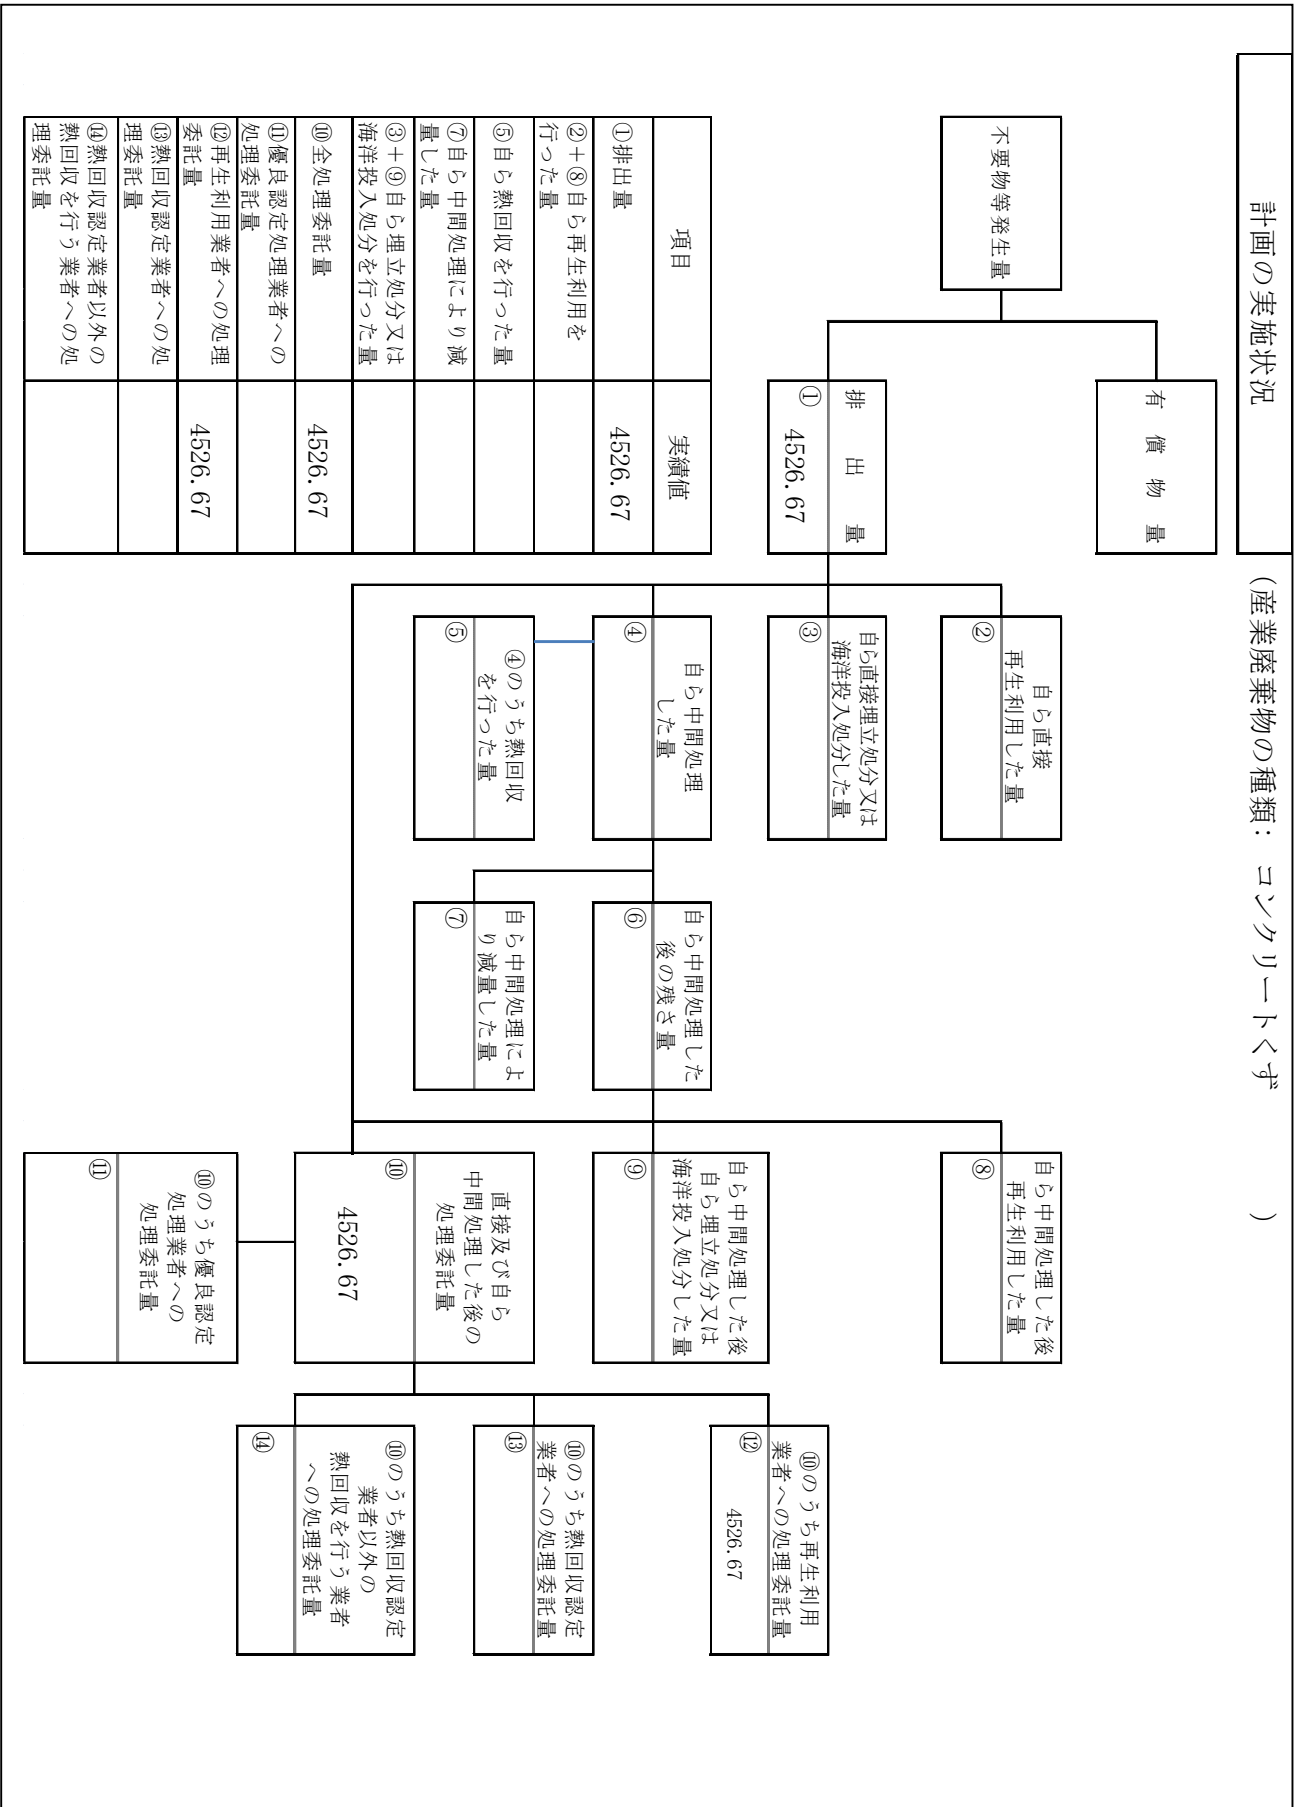 計画の実施状況
（産業廃棄物の種類： コンクリートくず ）
有償物量
不要物等発生量
排出量
① 4526.67
自ら直接
再生利用した量
②
自ら直接埋立処分又は
海洋投入処分した量
③
自ら中間処理
した量
④
④のうち熱回収
を行った量
⑤
自ら中間処理した
後の残さ量
⑥
自ら中間処理によ
り減量した量
⑦
自ら中間処理した後
再生利用した量
⑧
自ら中間処理した後
自ら埋立処分又は
海洋投入処分した量
⑨
直接及び自ら
中間処理した後の
処理委託量
⑩
4526.67
⑩のうち優良認定
処理業者への
処理委託量
⑪
⑩のうち再生利用
業者への処理委託量
⑫
4526.67
⑩のうち熱回収認定
業者への処理委託量
⑬
⑩のうち熱回収認定
業者以外の
熱回収を行う業者
への処理委託量
⑭
項目 実績値
①排出量 4526.67
②＋⑧自ら再生利用を
行った量
⑤自ら熱回収を行った量
⑦自ら中間処理により減
量した量
③＋⑨自ら埋立処分又は
海洋投入処分を行った量
⑩全処理委託量 4526.67
⑪優良認定処理業者への
処理委託量
⑫再生利用業者への処理
委託量 4526.67
⑬熱回収認定業者への処
理委託量
⑭熱回収認定業者以外の
熱回収を行う業者への処
理委託量